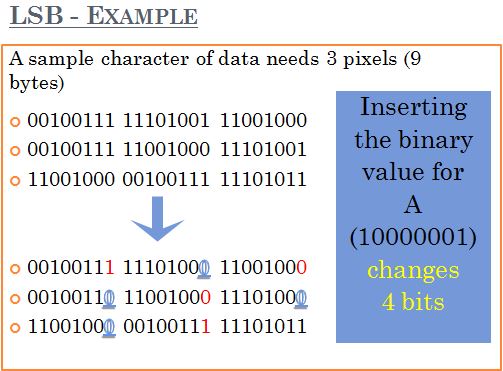 LSB - EXAMPLE
A sample character of data needs 3 pixels (9
bytes)
00100111 11101001 11001000
00100111 11001000 11101001
11001000 00100111 11101011
00100111 11101000 11001000
00100110 11001000 11101000
11001000 00100111 11101011
Inserting
the binary
value for
A
(10000001)
changes
4 bits